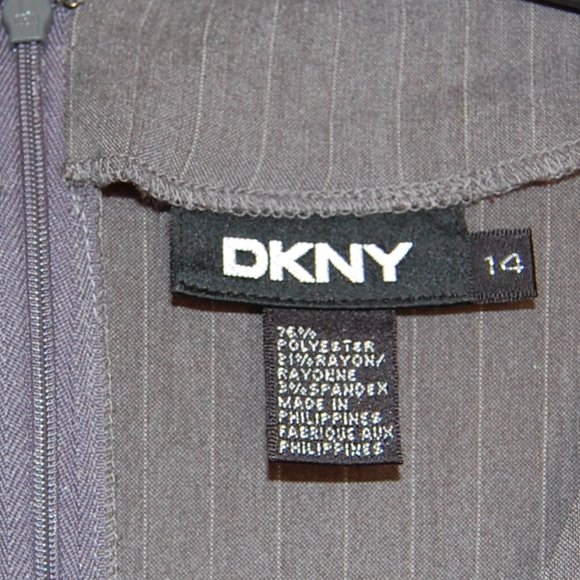 DKNY
14
76%
POLYESTER
21% RAYON/
RAYONNE
3% SPANDEX
MADE IN
PHILIPPINES
FABRIQUE AUX
PHILIPPINES